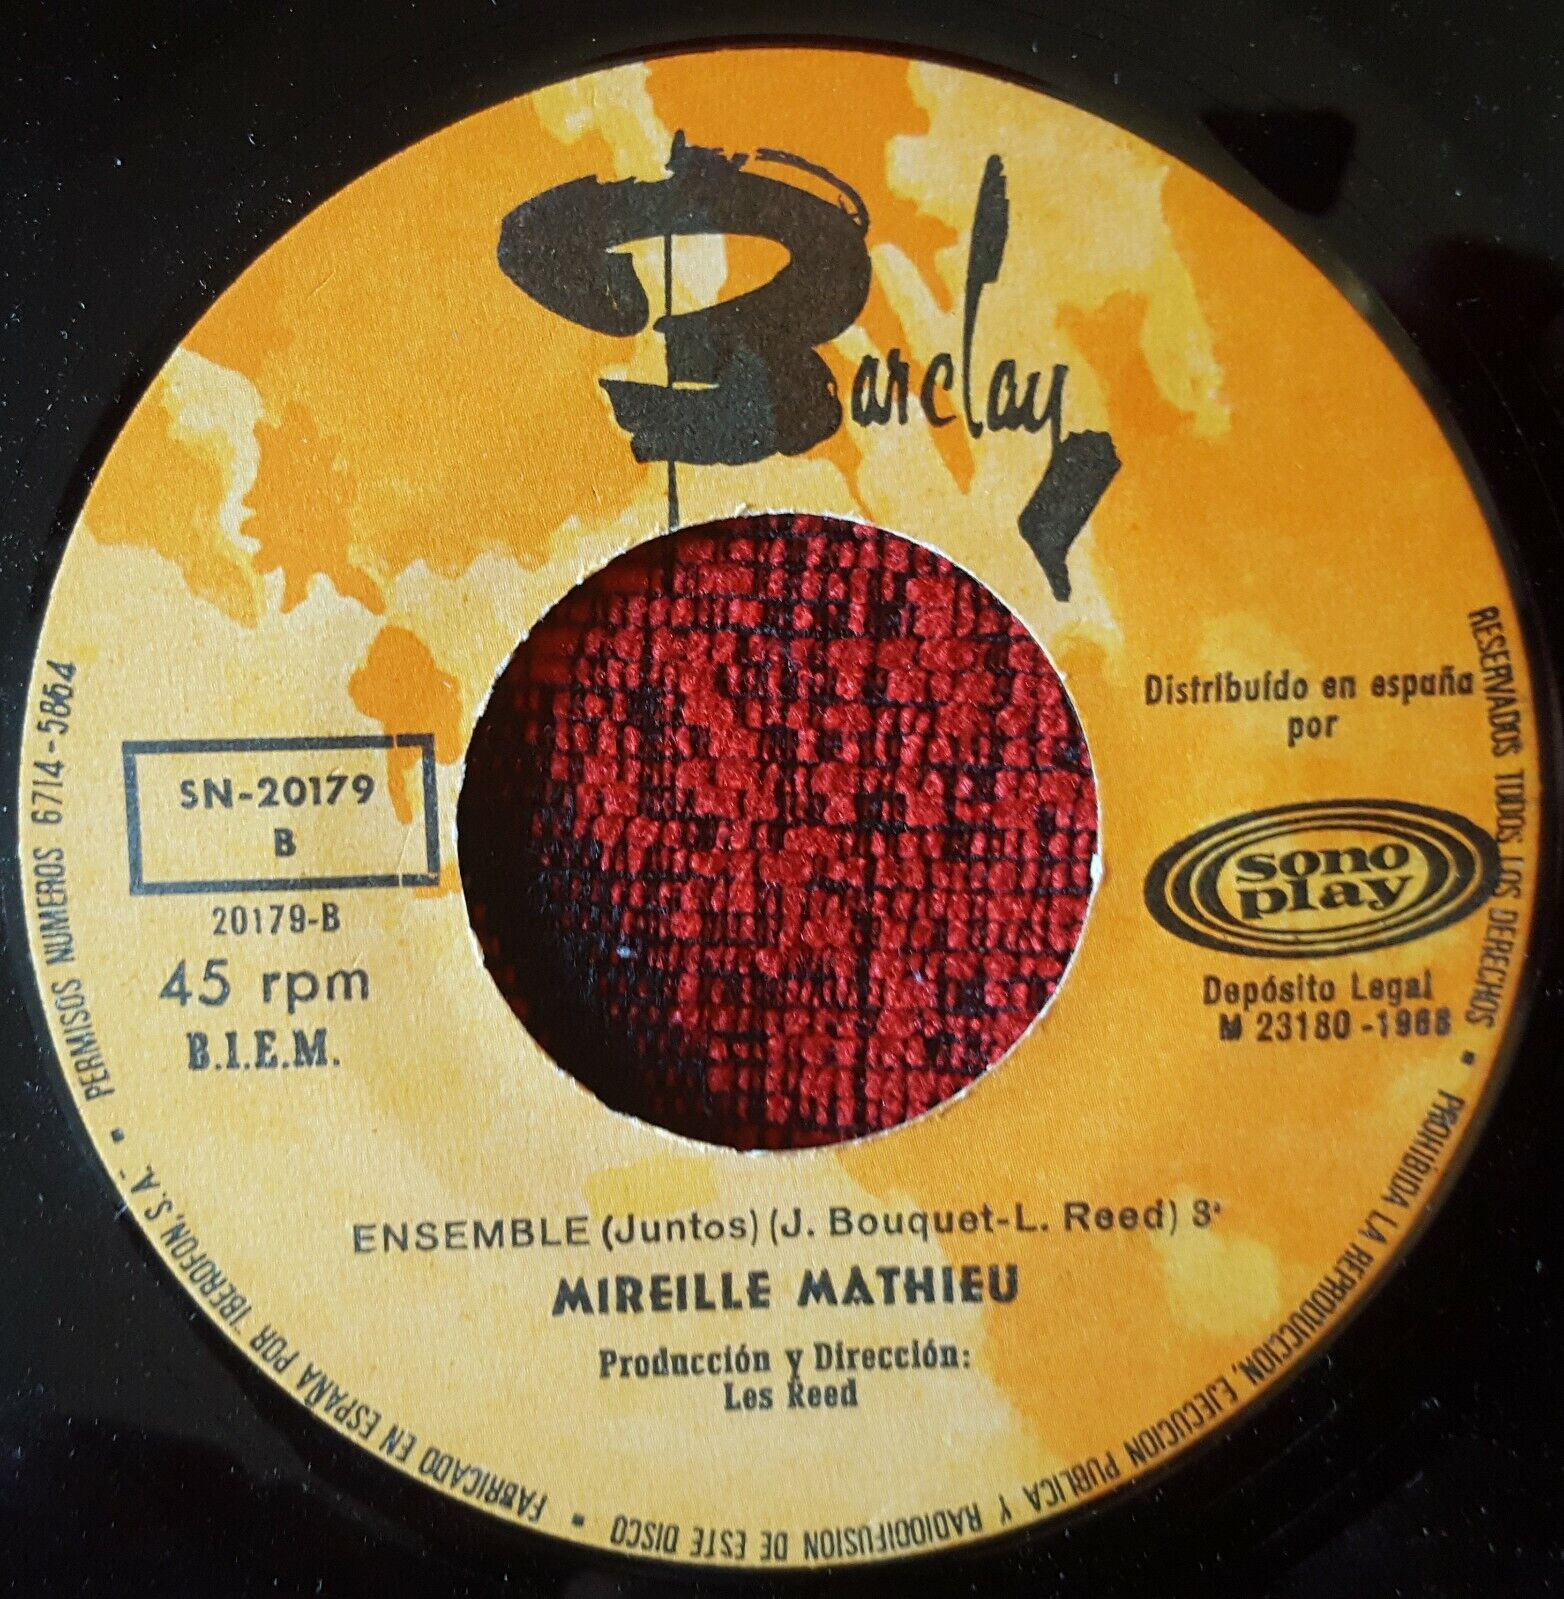 Barclay
Distribuído en españa
por
sono
play
Depósito Legal
M 23180 - 1968
SN-20179
B
20179-B
45 rpm
B.I.E.M.
ENSEMBLE (Juntos) (J. Bouquet-L. Reed) 3'
MIREILLE MATHIEU
Producción y Dirección:
Les Reed
RESERVADOS TODOS LOS DERECHOS ▪ PROHIBIDA LA REPRODUCCION, EJECUCION PUBLICA Y RADIODIFUSION DE ESTE DISCO ▪ FABRICADO EN ESPAÑA POR "IBEROFON, S. A." ▪ PERMISOS NUMEROS 6714-5864